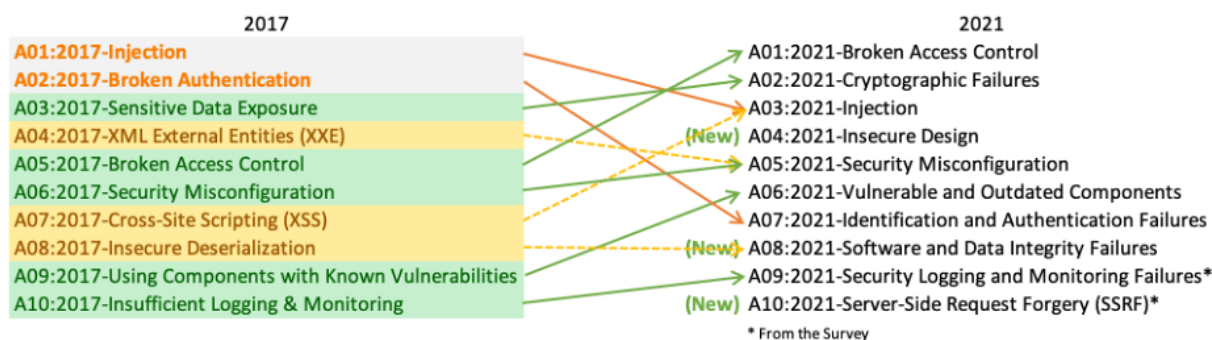 2017
A01:2017-Injection
A02:2017-Broken Authentication
A03:2017-Sensitive Data Exposure
A04:2017-XML External Entities (XXE)
A05:2017-Broken Access Control
A06:2017-Security Misconfiguration
A07:2017-Cross-Site Scripting (XSS)
A08:2017-Insecure Deserialization
A09:2017-Using Components with Known Vulnerabilities
A10:2017-Insufficient Logging & Monitoring
2021
A01:2021-Broken Access Control
A02:2021-Cryptographic Failures
A03:2021-Injection
(New) A04:2021-Insecure Design
A05:2021-Security Misconfiguration
A06:2021-Vulnerable and Outdated Components
A07:2021-Identification and Authentication Failures
(New) A08:2021-Software and Data Integrity Failures
A09:2021-Security Logging and Monitoring Failures*
(New) A10:2021-Server-Side Request Forgery (SSRF)*
* From the Survey